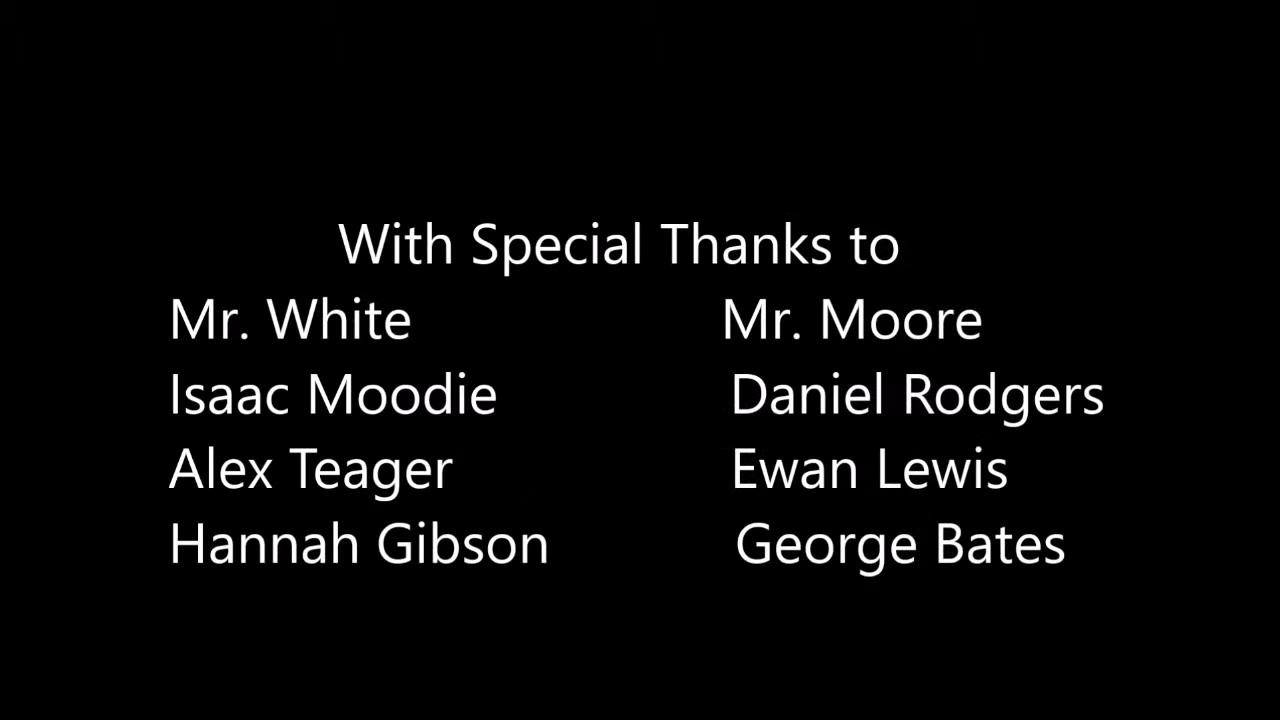 With Special Thanks to
Mr. White Mr. Moore
Isaac Moodie Daniel Rodgers
Alex Teager Ewan Lewis
Hannah Gibson George Bates